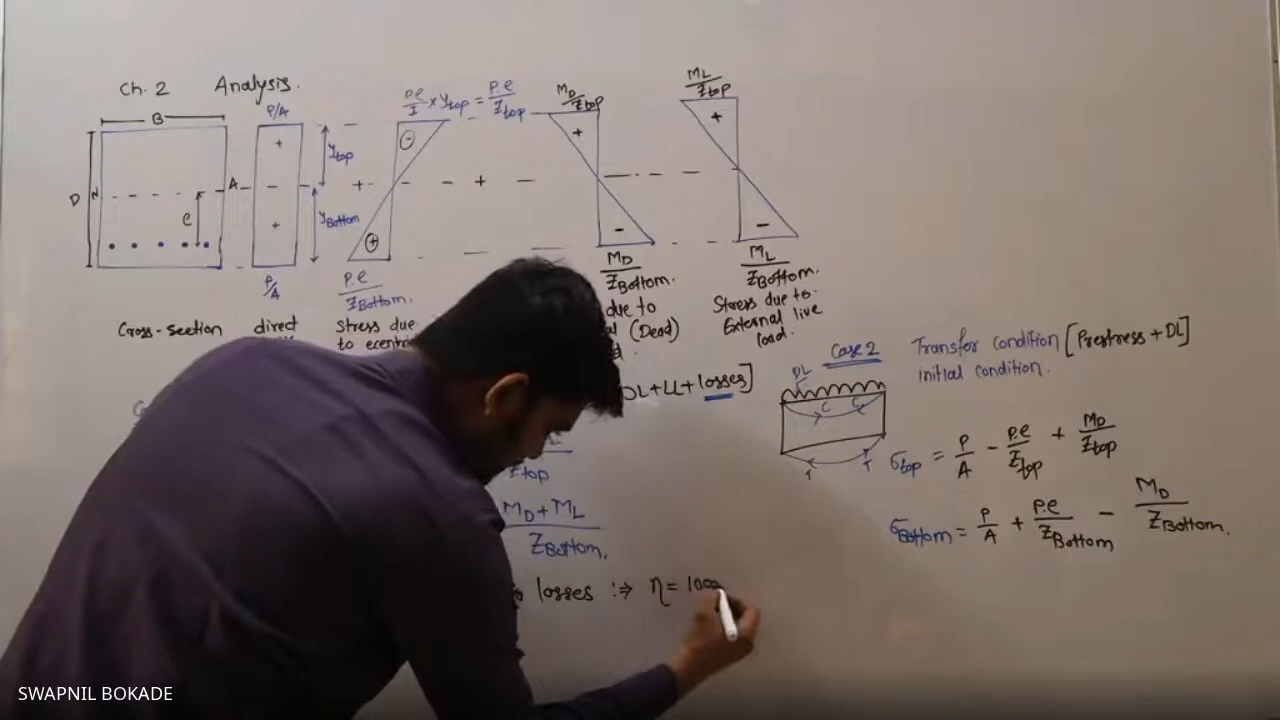 Ch. 2 Analysis.
P/A
P.e/I × ytop = P.e/Ztop
MD/Ztop
ML/Ztop
B
D
N
A
e
ytop
yBottom
+
+
-
+
+
-
+
-
P/A
P.e/ZBottom.
MD/ZBottom.
ML/ZBottom.
Cross-section
direct
Stress due
to ecentri
due to
(Dead)
Stress due to
External live
load.
DL+LL+losses]
Case 2
Transfer condition [Prestress + DL]
initial condition.
DL
C C
T T
σtop = P/A - P.e/Ztop + MD/Ztop
σBottom = P/A + P.e/ZBottom - MD/ZBottom.
Ztop
MD+ML/ZBottom.
losses :⇒ η = 100
SWAPNIL BOKADE